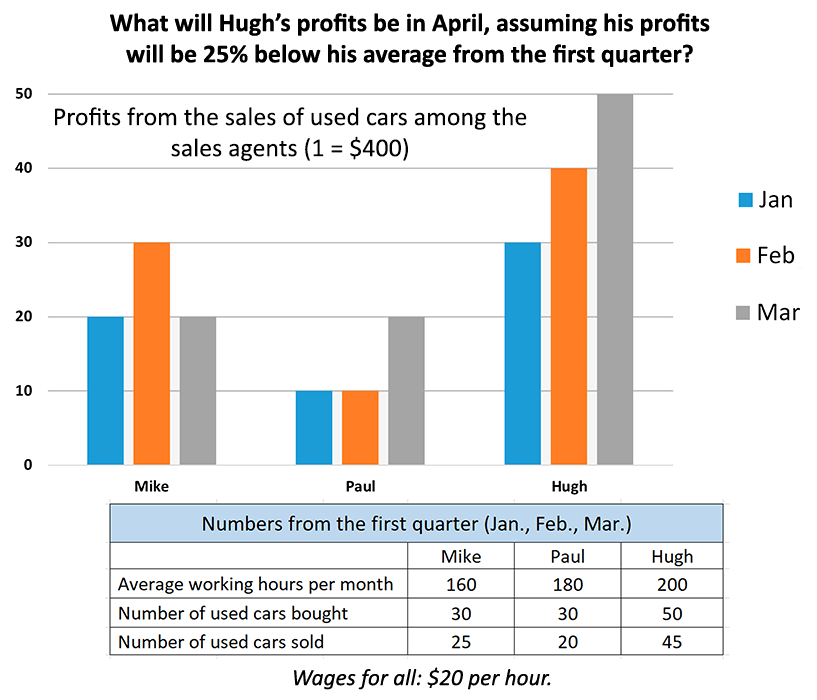 What will Hugh’s profits be in April, assuming his profits
will be 25% below his average from the first quarter?
50
Profits from the sales of used cars among the
sales agents (1 = $400)
40
30
20
10
0
Jan
Feb
Mar
Mike Paul Hugh
Numbers from the first quarter (Jan., Feb., Mar.)
Mike Paul Hugh
Average working hours per month 160 180 200
Number of used cars bought 30 30 50
Number of used cars sold 25 20 45
Wages for all: $20 per hour.